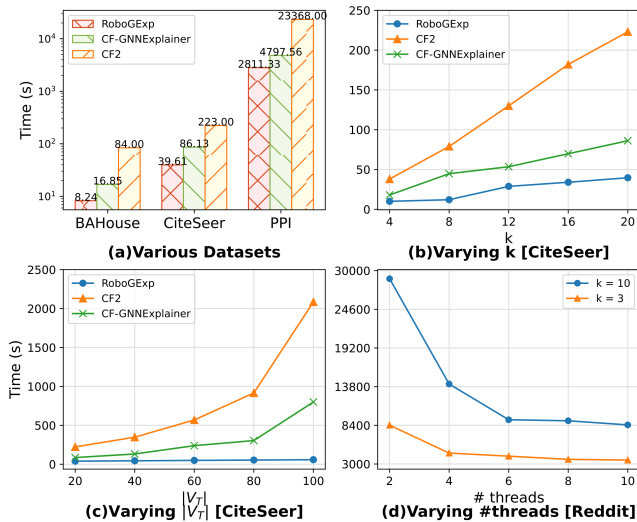 RoboGExp
CF-GNNExplainer
CF2
Time (s)
10⁴
10³
10²
10¹
8.24
16.85
84.00
39.61
86.13
223.00
2811.33
4797.56
23368.00
BAHouse CiteSeer PPI
(a)Various Datasets
RoboGExp
CF2
CF-GNNExplainer
250
200
150
100
50
0
4 8 12 16 20
k
(b)Varying k [CiteSeer]
RoboGExp
CF2
CF-GNNExplainer
Time (s)
2500
2000
1500
1000
500
0
20 40 60 80 100
|V_T|
(c)Varying |V_T| [CiteSeer]
k = 10
k = 3
30000
24600
19200
13800
8400
3000
2 4 6 8 10
# threads
(d)Varying #threads [Reddit]